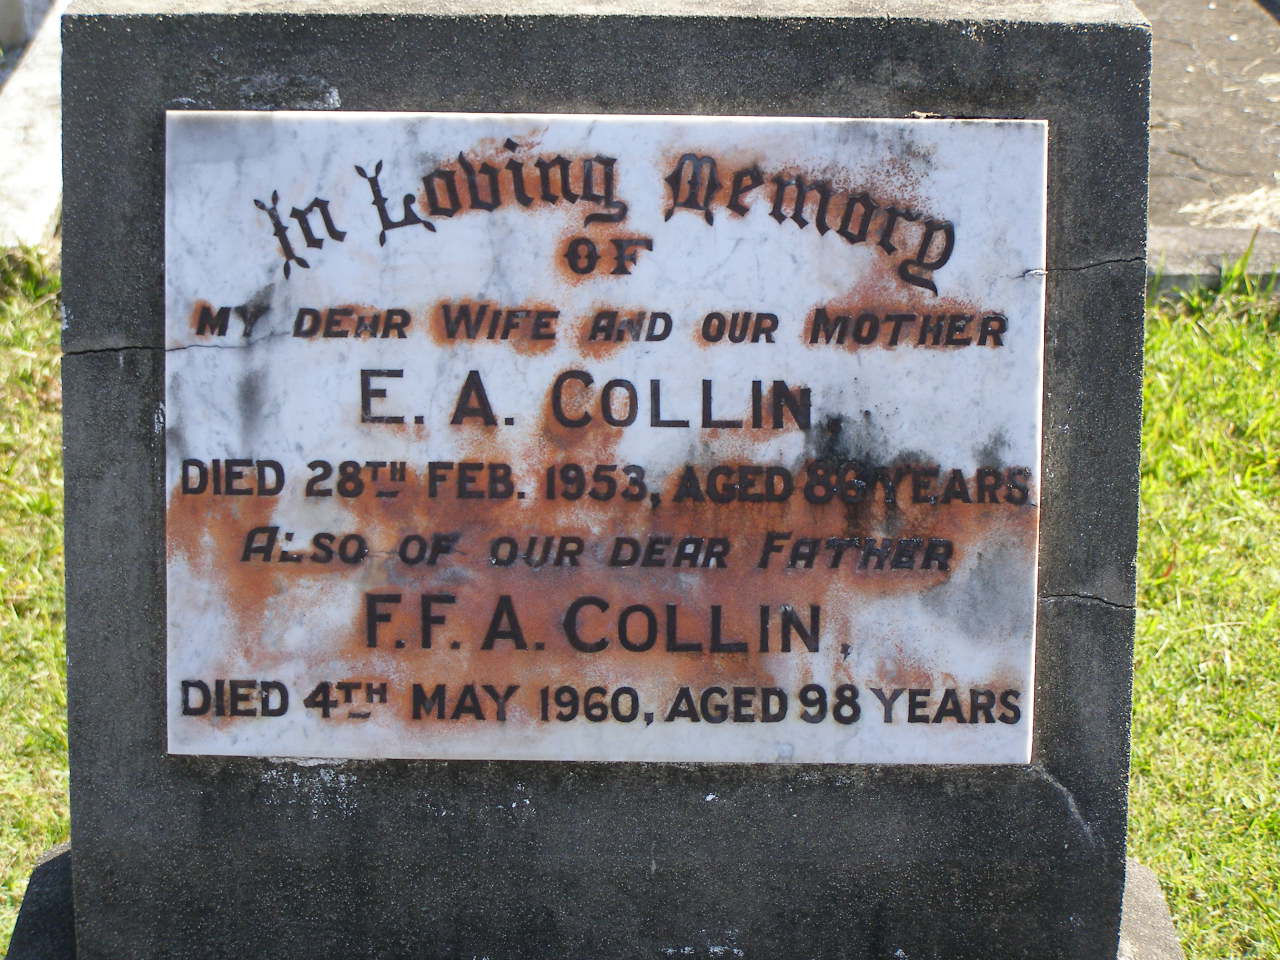 In Loving Memory
OF
MY DEAR WIFE AND OUR MOTHER
E. A. COLLIN,
DIED 28TH FEB. 1953, AGED 86 YEARS
ALSO OF OUR DEAR FATHER
F. F. A. COLLIN,
DIED 4TH MAY 1960, AGED 98 YEARS